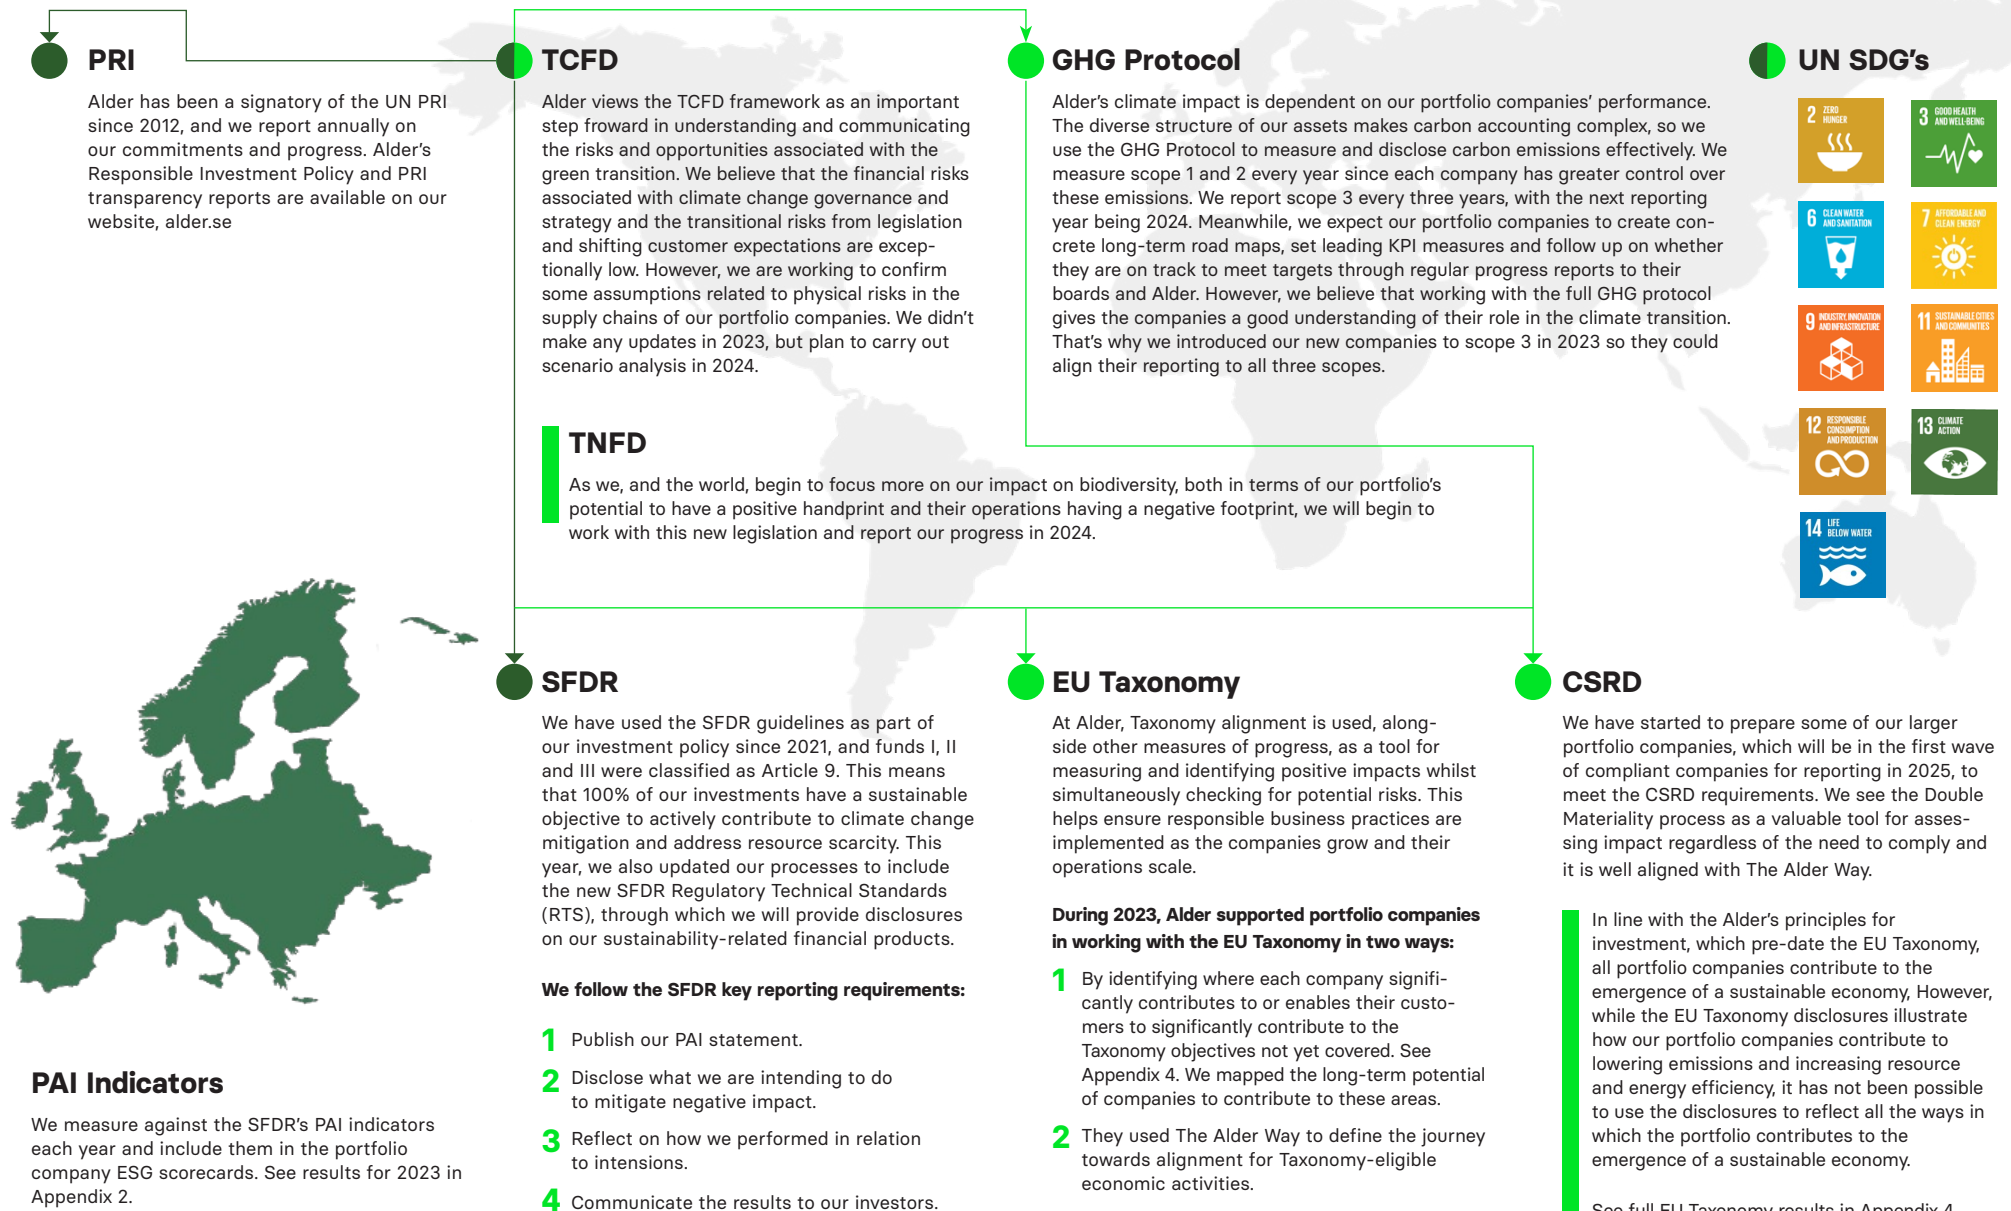 PRI
Alder has been a signatory of the UN PRI
since 2012, and we report annually on
our commitments and progress. Alder’s
Responsible Investment Policy and PRI
transparency reports are available on our
website, alder.se
TCFD
Alder views the TCFD framework as an important
step froward in understanding and communicating
the risks and opportunities associated with the
green transition. We believe that the financial risks
associated with climate change governance and
strategy and the transitional risks from legislation
and shifting customer expectations are excep-
tionally low. However, we are working to confirm
some assumptions related to physical risks in the
supply chains of our portfolio companies. We didn’t
make any updates in 2023, but plan to carry out
scenario analysis in 2024.
GHG Protocol
Alder’s climate impact is dependent on our portfolio companies’ performance.
The diverse structure of our assets makes carbon accounting complex, so we
use the GHG Protocol to measure and disclose carbon emissions effectively. We
measure scope 1 and 2 every year since each company has greater control over
these emissions. We report scope 3 every three years, with the next reporting
year being 2024. Meanwhile, we expect our portfolio companies to create con-
crete long-term road maps, set leading KPI measures and follow up on whether
they are on track to meet targets through regular progress reports to their
boards and Alder. However, we believe that working with the full GHG protocol
gives the companies a good understanding of their role in the climate transition.
That’s why we introduced our new companies to scope 3 in 2023 so they could
align their reporting to all three scopes.
UN SDG’s
2 ZERO
HUNGER
3 GOOD HEALTH
AND WELL-BEING
6 CLEAN WATER
AND SANITATION
7 AFFORDABLE AND
CLEAN ENERGY
9 INDUSTRY, INNOVATION
AND INFRASTRUCTURE
11 SUSTAINABLE CITIES
AND COMMUNITIES
12 RESPONSIBLE
CONSUMPTION
AND PRODUCTION
13 CLIMATE
ACTION
14 LIFE
BELOW WATER
TNFD
As we, and the world, begin to focus more on our impact on biodiversity, both in terms of our portfolio’s
potential to have a positive handprint and their operations having a negative footprint, we will begin to
work with this new legislation and report our progress in 2024.
PAI Indicators
We measure against the SFDR’s PAI indicators
each year and include them in the portfolio
company ESG scorecards. See results for 2023 in
Appendix 2.
SFDR
We have used the SFDR guidelines as part of
our investment policy since 2021, and funds I, II
and III were classified as Article 9. This means
that 100% of our investments have a sustainable
objective to actively contribute to climate change
mitigation and address resource scarcity. This
year, we also updated our processes to include
the new SFDR Regulatory Technical Standards
(RTS), through which we will provide disclosures
on our sustainability-related financial products.
We follow the SFDR key reporting requirements:
1 Publish our PAI statement.
2 Disclose what we are intending to do
to mitigate negative impact.
3 Reflect on how we performed in relation
to intensions.
4 Communicate the results to our investors.
EU Taxonomy
At Alder, Taxonomy alignment is used, along-
side other measures of progress, as a tool for
measuring and identifying positive impacts whilst
simultaneously checking for potential risks. This
helps ensure responsible business practices are
implemented as the companies grow and their
operations scale.
During 2023, Alder supported portfolio companies
in working with the EU Taxonomy in two ways:
1 By identifying where each company signifi-
cantly contributes to or enables their custo-
mers to significantly contribute to the
Taxonomy objectives not yet covered. See
Appendix 4. We mapped the long-term potential
of companies to contribute to these areas.
2 They used The Alder Way to define the journey
towards alignment for Taxonomy-eligible
economic activities.
CSRD
We have started to prepare some of our larger
portfolio companies, which will be in the first wave
of compliant companies for reporting in 2025, to
meet the CSRD requirements. We see the Double
Materiality process as a valuable tool for asses-
sing impact regardless of the need to comply and
it is well aligned with The Alder Way.
In line with the Alder’s principles for
investment, which pre-date the EU Taxonomy,
all portfolio companies contribute to the
emergence of a sustainable economy, However,
while the EU Taxonomy disclosures illustrate
how our portfolio companies contribute to
lowering emissions and increasing resource
and energy efficiency, it has not been possible
to use the disclosures to reflect all the ways in
which the portfolio contributes to the
emergence of a sustainable economy.
See full EU Taxonomy results in Appendix 4